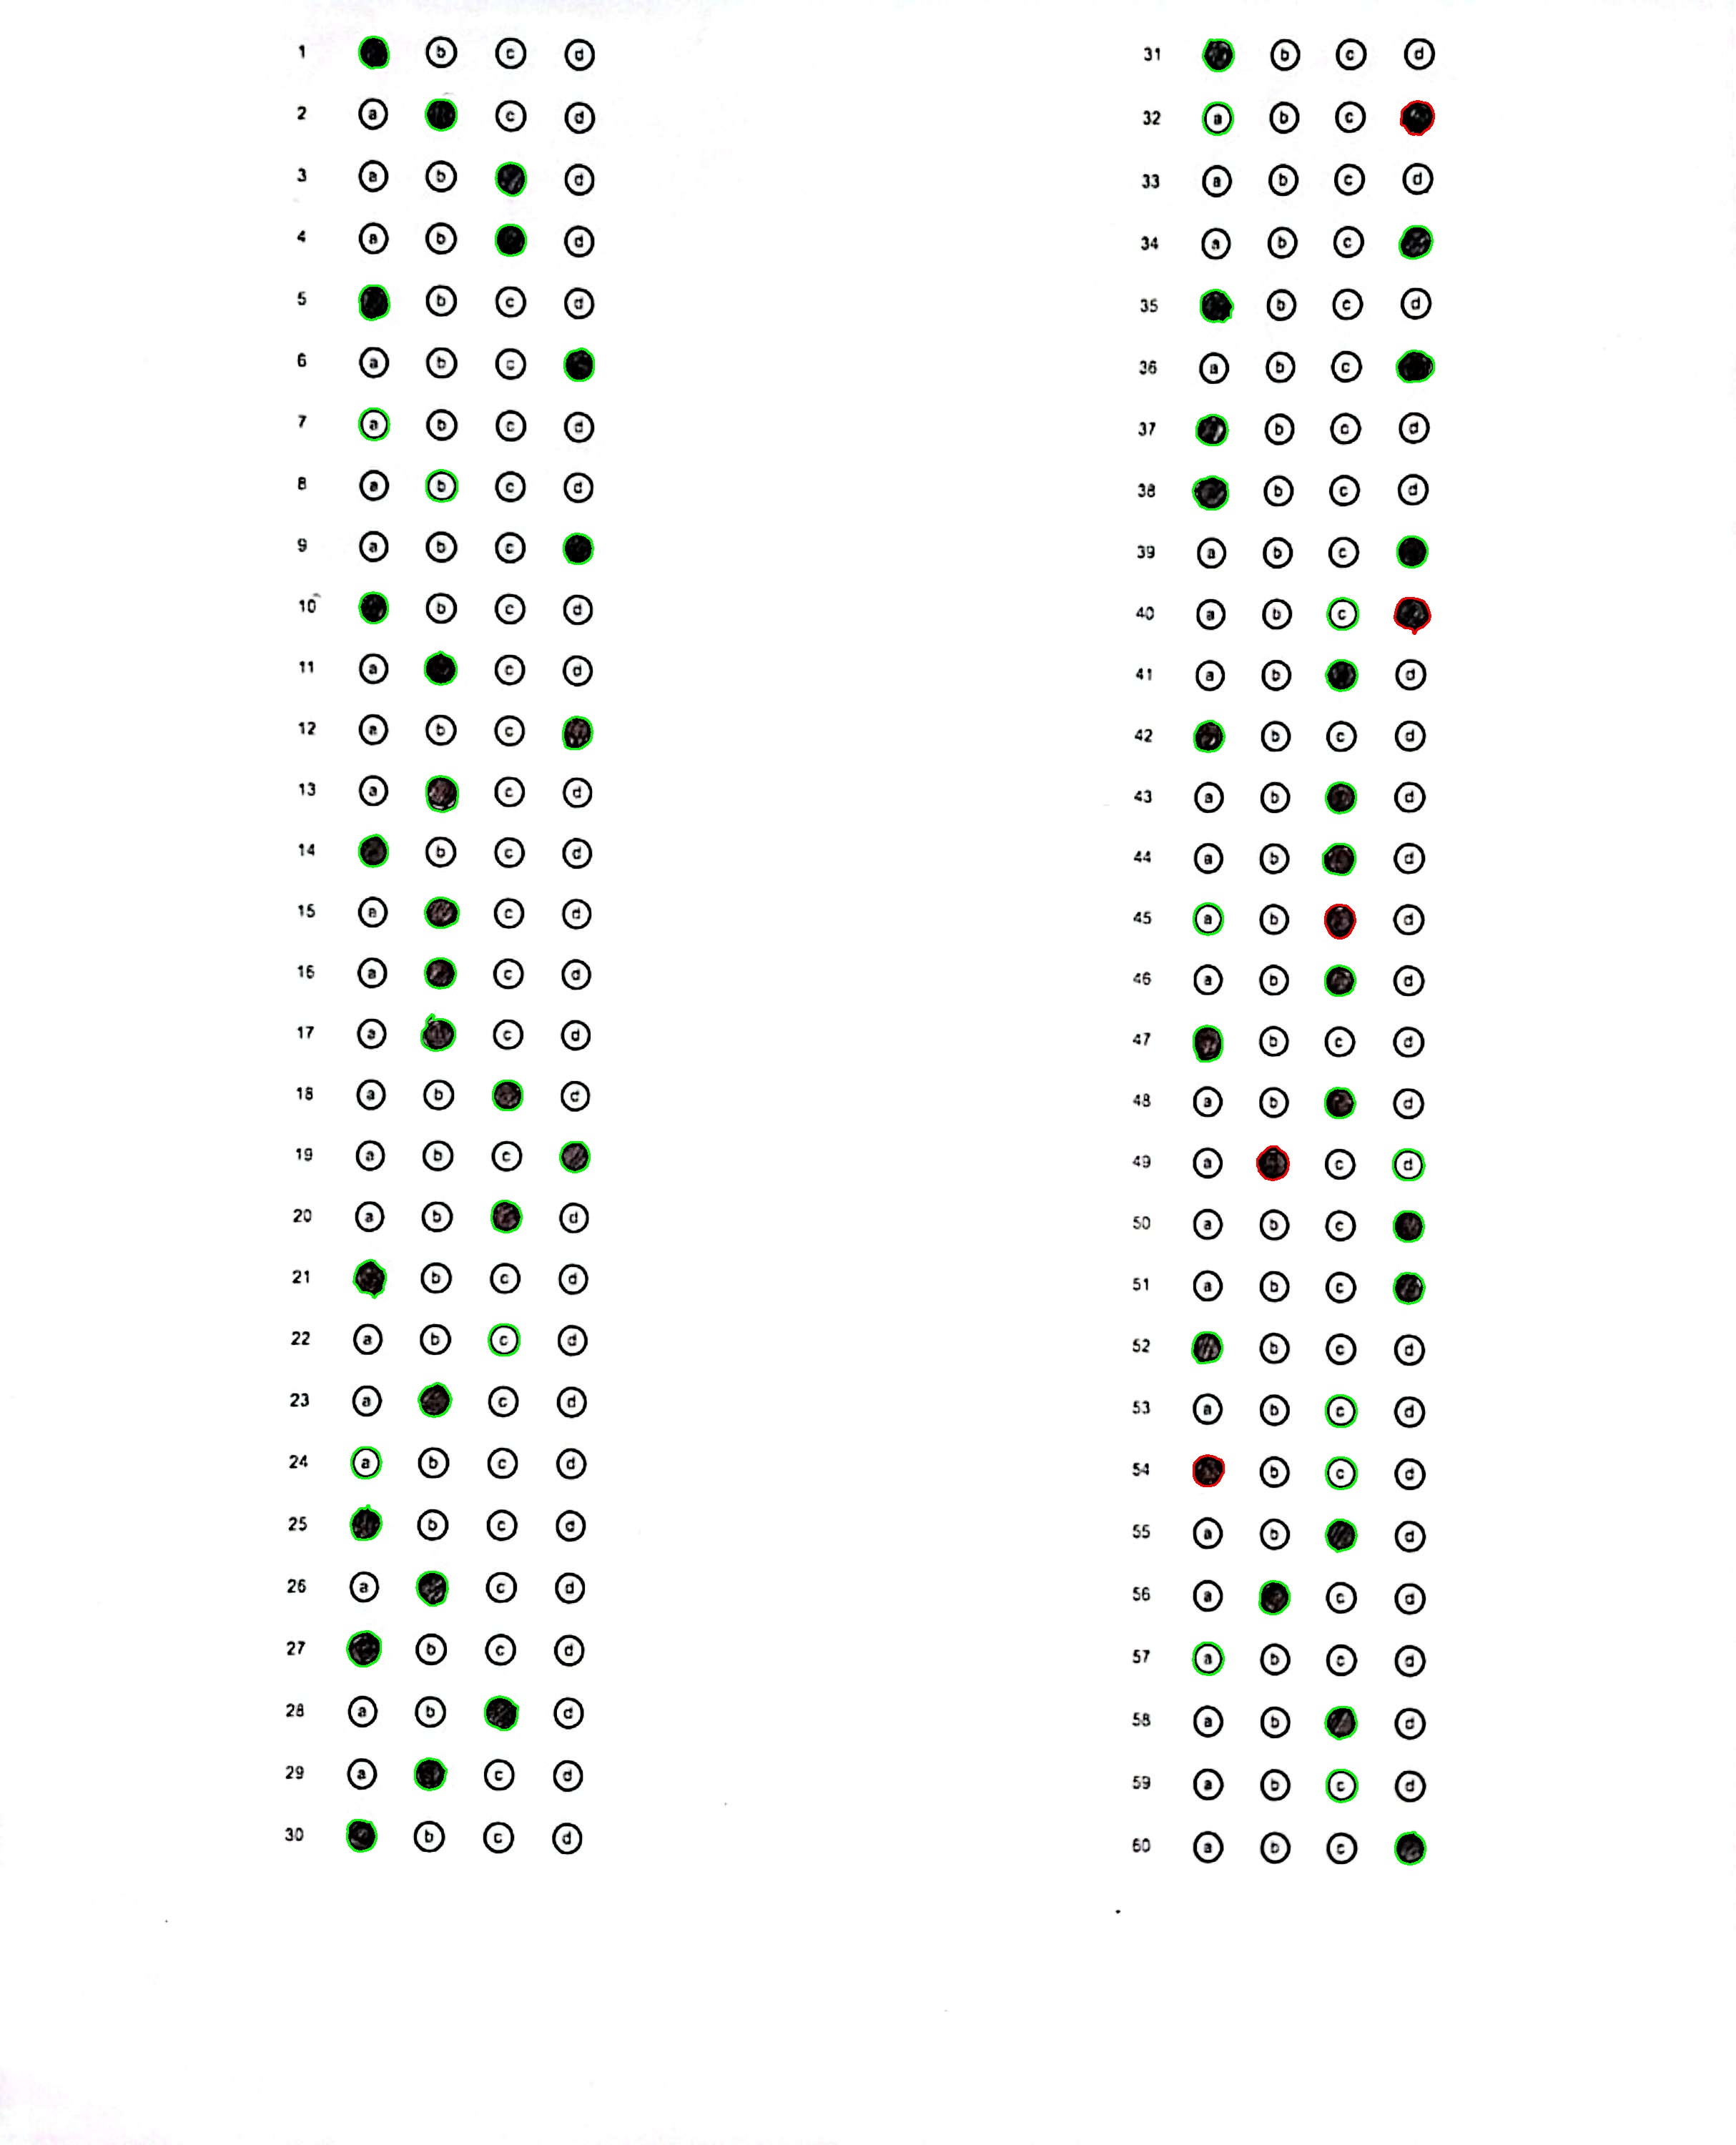 1 b c d
2 a c d
3 a b d
4 a b d
5 b c d
6 a b c
7 a b c d
8 a b c d
9 a b c
10 b c d
11 a c d
12 a b c
13 a c d
14 b c d
15 a c d
16 a c d
17 a c d
18 a b d
19 a b c
20 a b d
21 b c d
22 a b c d
23 a c d
24 a b c d
25 b c d
26 a c d
27 b c d
28 a b d
29 a c d
30 b c d
31 b c d
32 a b c
33 a b c d
34 a b c
35 b c d
36 a b c
37 b c d
38 b c d
39 a b c
40 a b c
41 a b d
42 b c d
43 a b d
44 a b d
45 a b d
46 a b d
47 b c d
48 a b d
49 a c d
50 a b c
51 a b c
52 b c d
53 a b c d
54 b c d
55 a b d
56 a c d
57 a b c d
58 a b d
59 a b c d
60 a b c